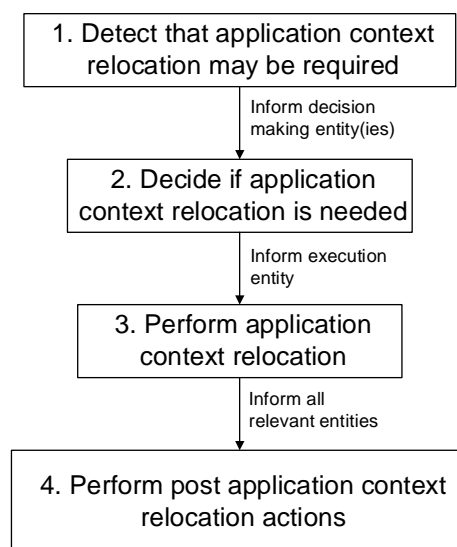 1. Detect that application context
relocation may be required
Inform decision
making entity(ies)
2. Decide if application
context relocation is needed
Inform execution
entity
3. Perform application
context relocation
Inform all
relevant entities
4. Perform post application context
relocation actions